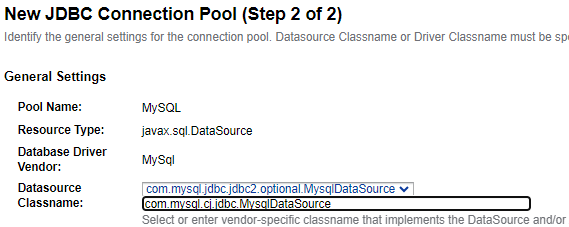 New JDBC Connection Pool (Step 2 of 2)
Identify the general settings for the connection pool. Datasource Classname or Driver Classname must be spe
General Settings
Pool Name: MySQL
Resource Type: javax.sql.DataSource
Database Driver
Vendor: MySql
Datasource com.mysql.jdbc.jdbc2.optional.MysqlDataSource
Classname: com.mysql.cj.jdbc.MysqlDataSource
Select or enter vendor-specific classname that implements the DataSource and/or